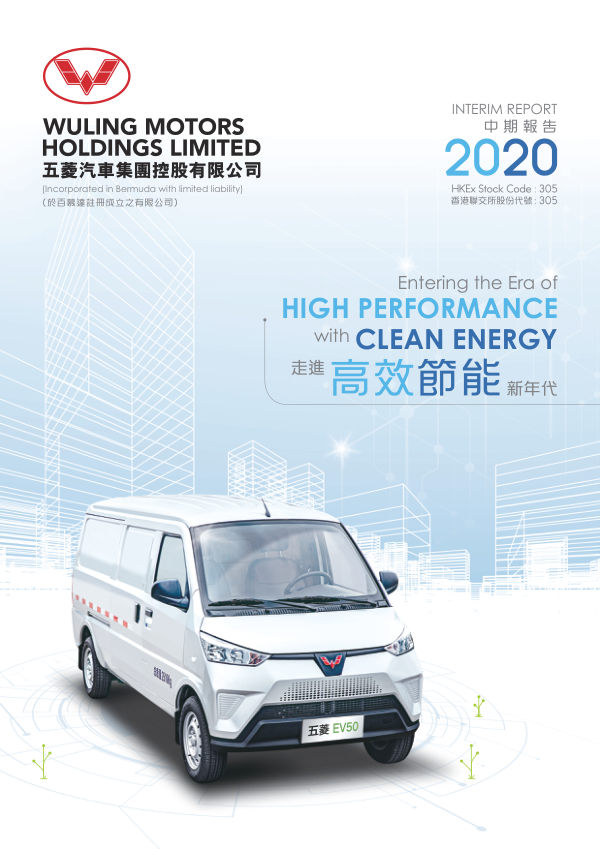 WULING MOTORS
HOLDINGS LIMITED
五菱汽車集團控股有限公司
(Incorporated in Bermuda with limited liability)
(於百慕達註冊成立之有限公司)
INTERIM REPORT
中期報告
2020
HKEx Stock Code : 305
香港聯交所股份代號 : 305
Entering the Era of
HIGH PERFORMANCE
with CLEAN ENERGY
走進 高效節能 新年代
五菱 EV50